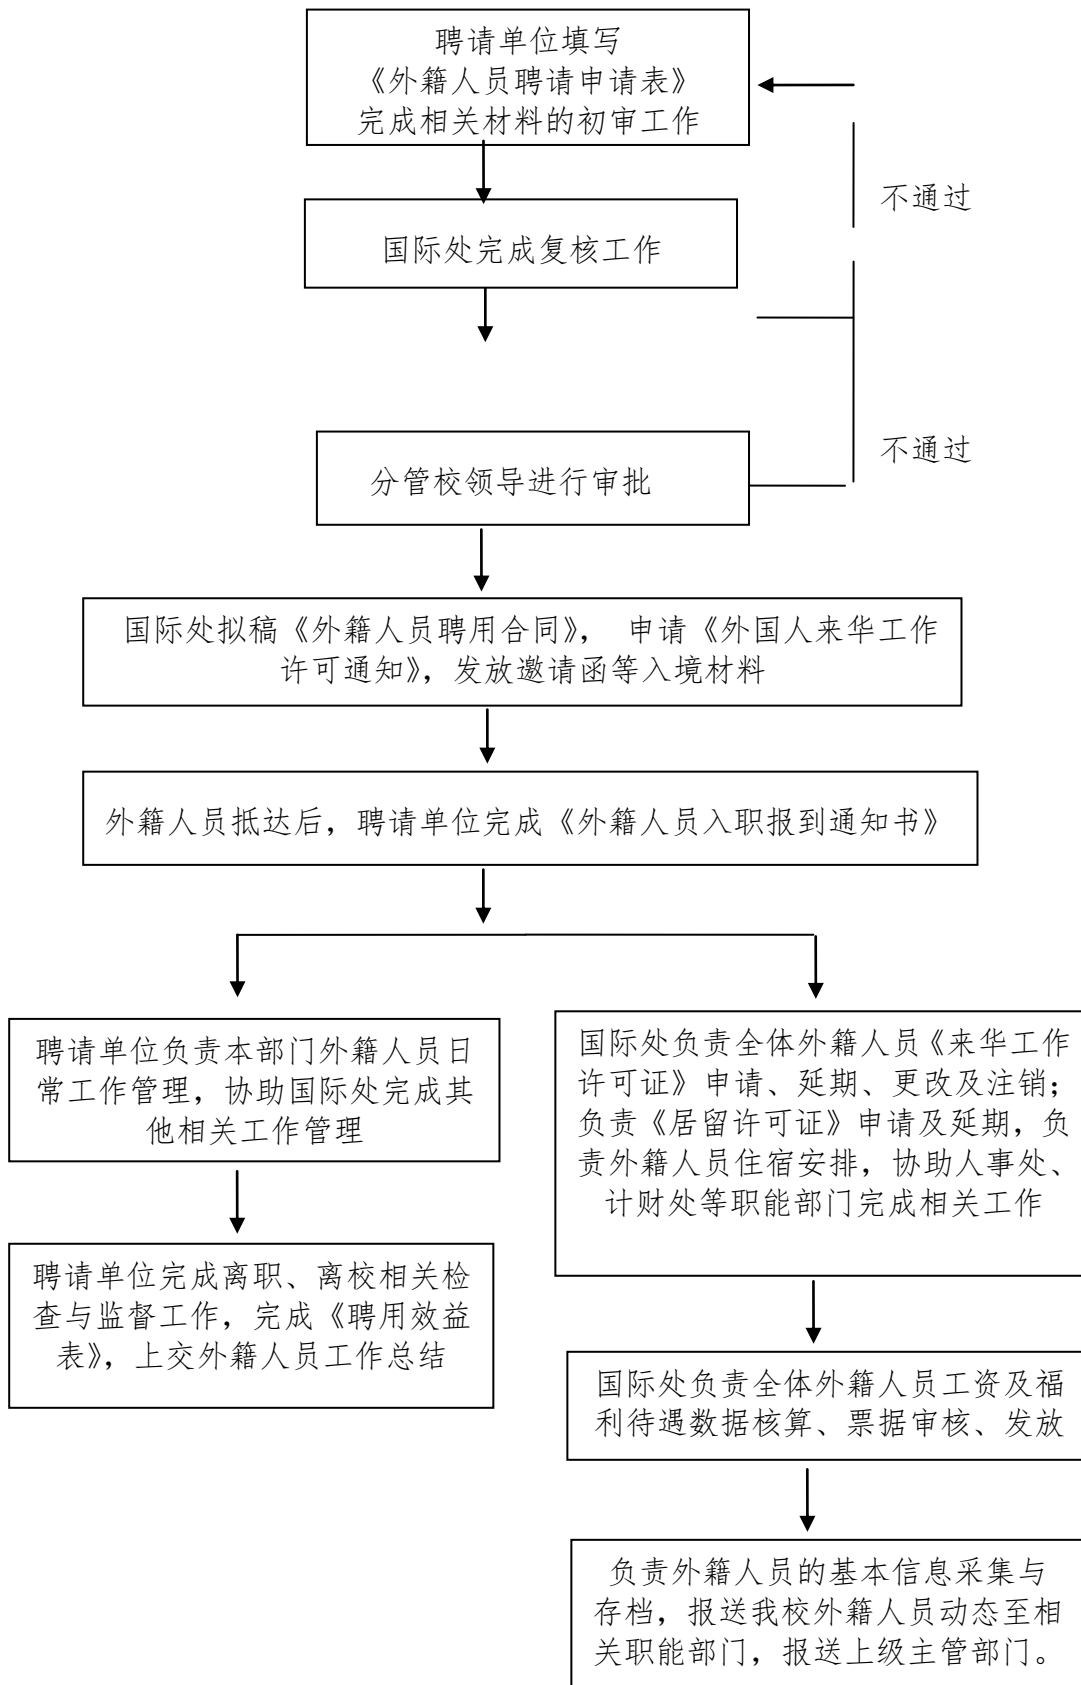 聘请单位填写
《外籍人员聘请申请表》
完成相关材料的初审工作
不通过
国际处完成复核工作
不通过
分管校领导进行审批
国际处拟稿《外籍人员聘用合同》， 申请《外国人来华工作
许可通知》，发放邀请函等入境材料
外籍人员抵达后，聘请单位完成《外籍人员入职报到通知书》
聘请单位负责本部门外籍人员日
常工作管理，协助国际处完成其
他相关工作管理
国际处负责全体外籍人员《来华工作
许可证》申请、延期、更改及注销；
负责《居留许可证》申请及延期，负
责外籍人员住宿安排，协助人事处、
计财处等职能部门完成相关工作
聘请单位完成离职、离校相关检
查与监督工作，完成《聘用效益
表》，上交外籍人员工作总结
国际处负责全体外籍人员工资及福
利待遇数据核算、票据审核、发放
负责外籍人员的基本信息采集与
存档，报送我校外籍人员动态至相
关职能部门，报送上级主管部门。